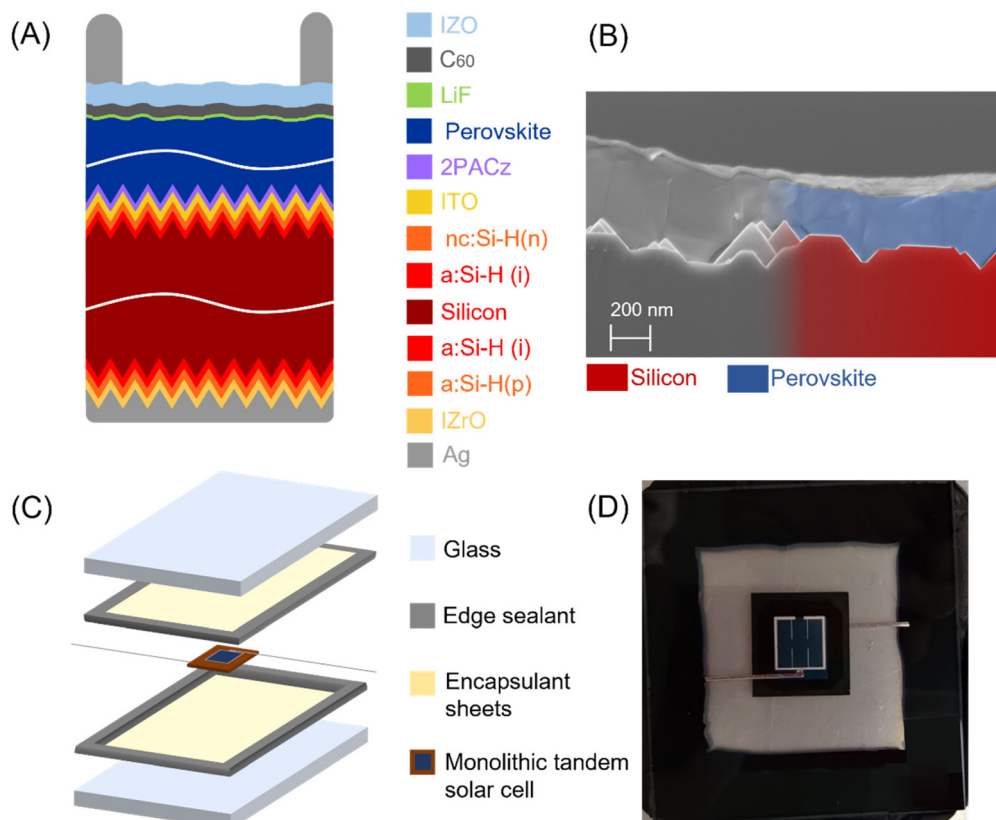 (A)
IZO
C60
LiF
Perovskite
2PACz
ITO
nc:Si-H(n)
a:Si-H (i)
Silicon
a:Si-H (i)
a:Si-H(p)
IZrO
Ag
(B)
200 nm
Silicon
Perovskite
(C)
Glass
Edge sealant
Encapsulant
sheets
Monolithic tandem
solar cell
(D)